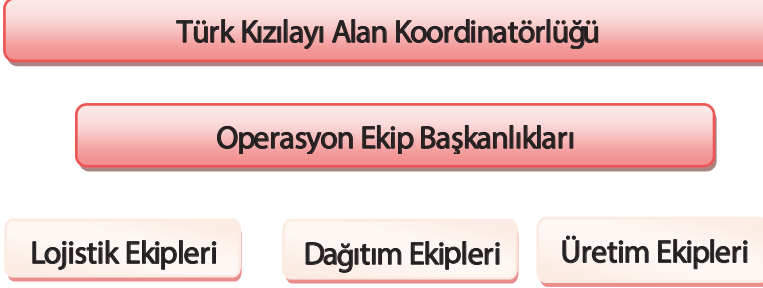 Türk Kızılayı Alan Koordinatörlüğü
Operasyon Ekip Başkanlıkları
Lojistik Ekipleri
Dağıtım Ekipleri
Üretim Ekipleri